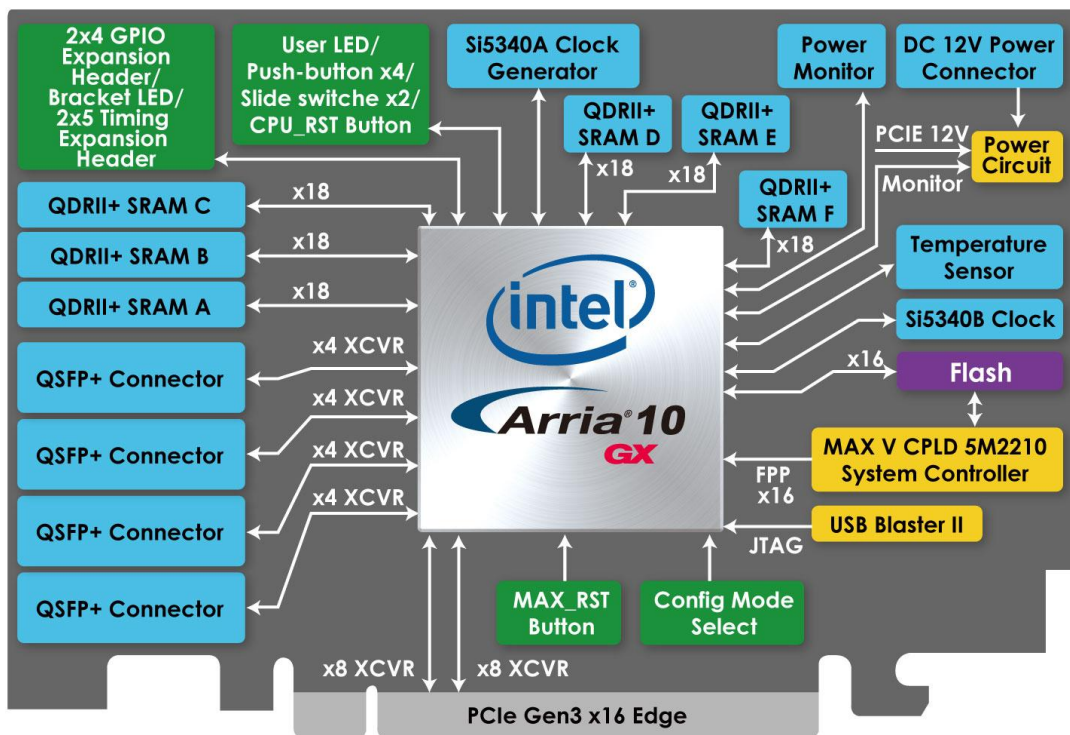 2x4 GPIO
Expansion
Header/
Bracket LED/
2x5 Timing
Expansion
Header
User LED/
Push-button x4/
Slide switche x2/
CPU_RST Button
Si5340A Clock
Generator
Power
Monitor
DC 12V Power
Connector
QDRII+
SRAM D
QDRII+
SRAM E
x18
x18
PCIE 12V
Power
Circuit
Monitor
QDRII+
SRAM F
x18
QDRII+ SRAM C
x18
QDRII+ SRAM B
x18
QDRII+ SRAM A
x18
Temperature
Sensor
Si5340B Clock
x16
Flash
intel®
Arria® 10
GX
QSFP+ Connector
x4 XCVR
QSFP+ Connector
x4 XCVR
QSFP+ Connector
x4 XCVR
QSFP+ Connector
x4 XCVR
MAX V CPLD 5M2210
System Controller
FPP
x16
USB Blaster II
JTAG
MAX_RST
Button
Config Mode
Select
x8 XCVR
x8 XCVR
PCIe Gen3 x16 Edge